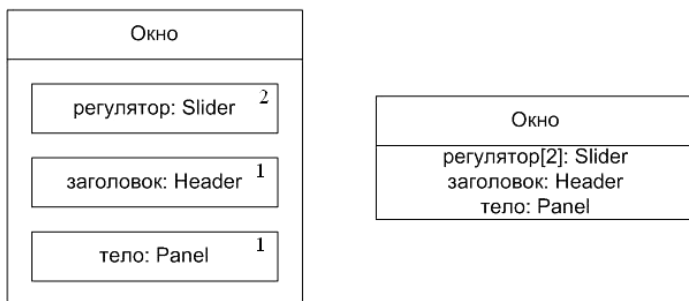 Окно
регулятор: Slider 2
заголовок: Header 1
тело: Panel 1
Окно
регулятор[2]: Slider
заголовок: Header
тело: Panel